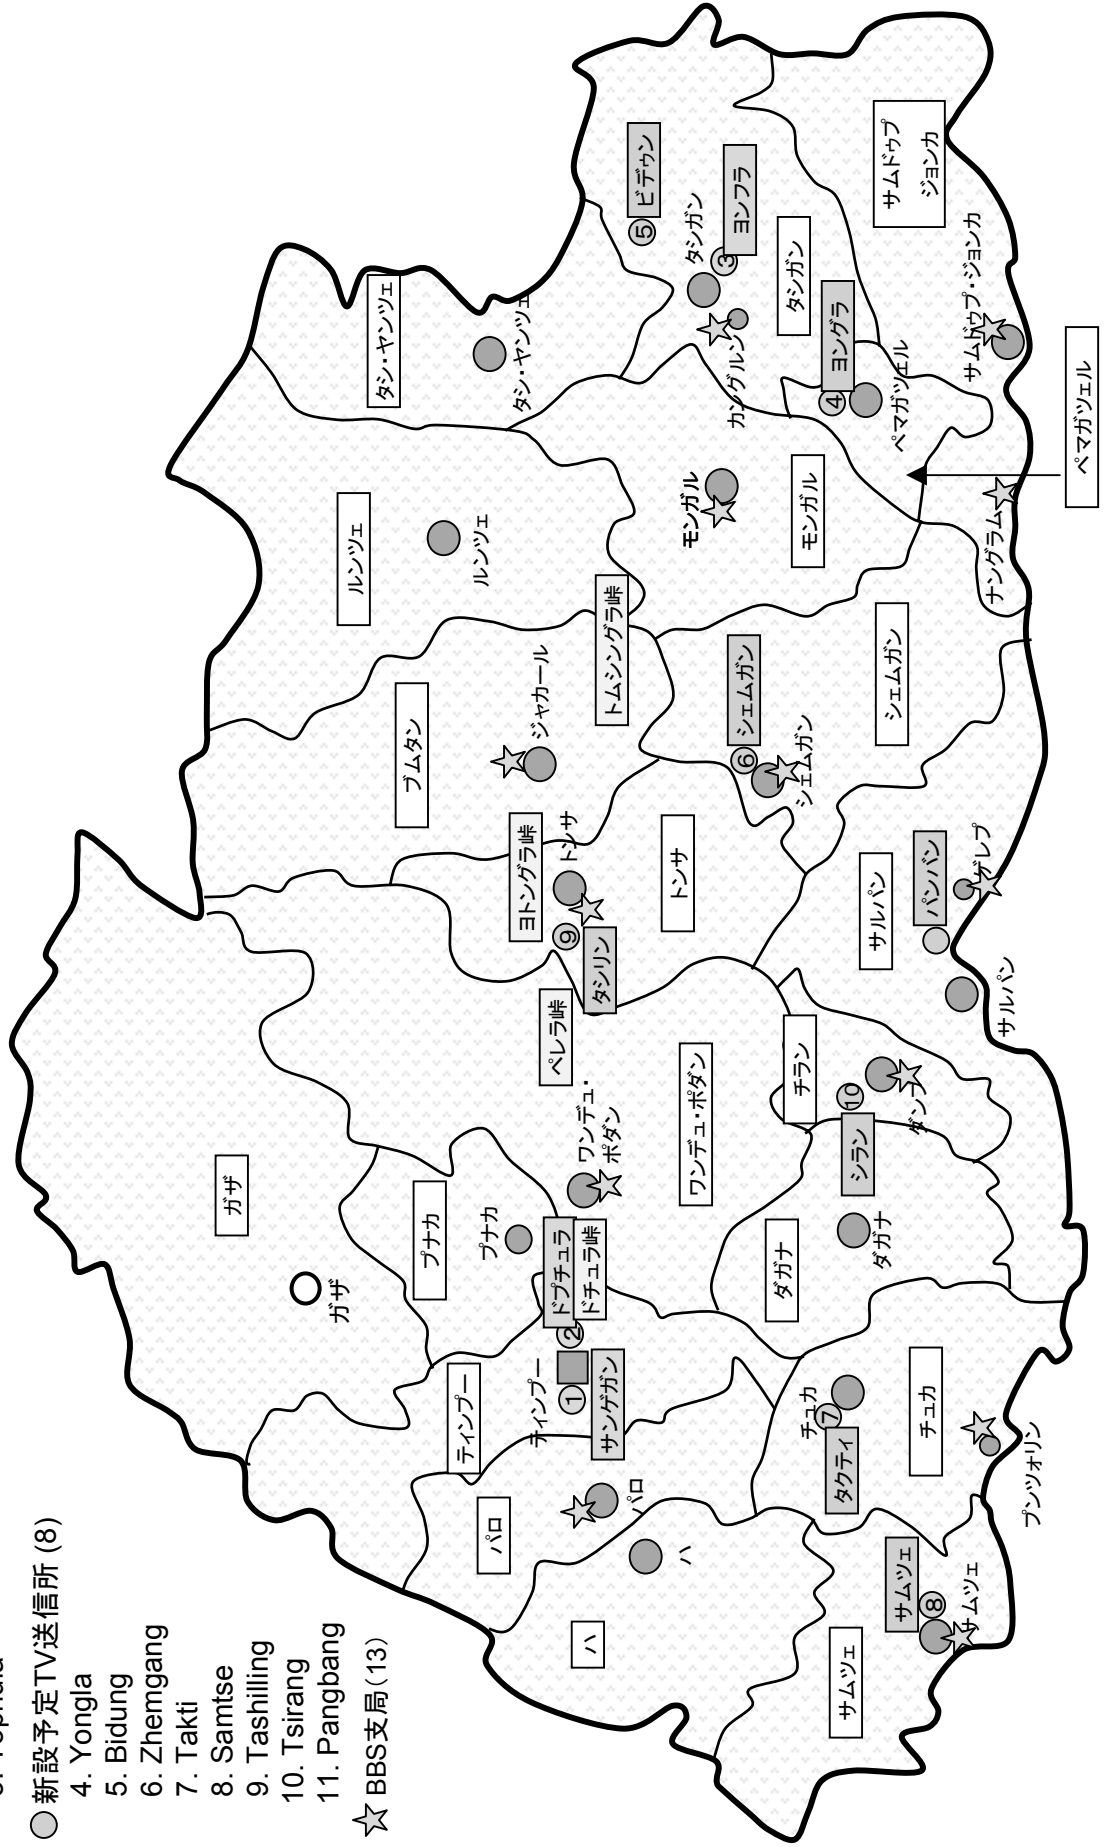 新設予定TV送信所 (8)
4. Yongla
5. Bidung
6. Zhemgang
7. Takti
8. Samtse
9. Tashilling
10. Tsirang
11. Pangbang
BBS支局(13)
ガザ
ガザ
プナカ
プナカ
ティンプー
ティンプー
1
サンゲガン
2
ドプチュラ
ドチュラ峠
パロ
パロ
ハ
ハ
サムツェ
サムツェ
8
サムツェ
チュカ
チュカ
7
タクティ
プンツォリン
ダガナ
ダガナ
ワンデュ・
ポダン
ワンデュ・ポダン
ペレラ峠
チラン
10
シラン
ダンプ
ヨトングラ峠
トンサ
9
タシリン
トンサ
ブムタン
ジャカール
トムシングラ峠
シェムガン
6
シェムガン
シェムガン
サルパン
パンバン
ゲレプ
サルパン
ルンツェ
ルンツェ
モンガル
モンガル
ナングラム
タシ・ヤンツェ
タシ・ヤンツェ
ビデゥン
5
タシガン
3
ヨンフラ
カングルン
タシガン
ヨングラ
4
ペマガツェル
ペマガツェル
サムドゥプ
ジョンカ
サムドゥプ・ジョンカ